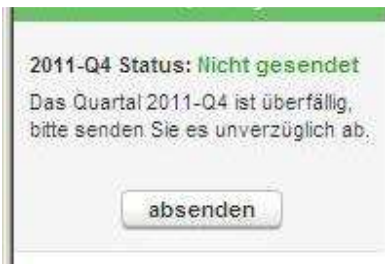 2011-Q4 Status: Nicht gesendet
Das Quartal 2011-Q4 ist überfällig,
bitte senden Sie es unverzüglich ab.
absenden